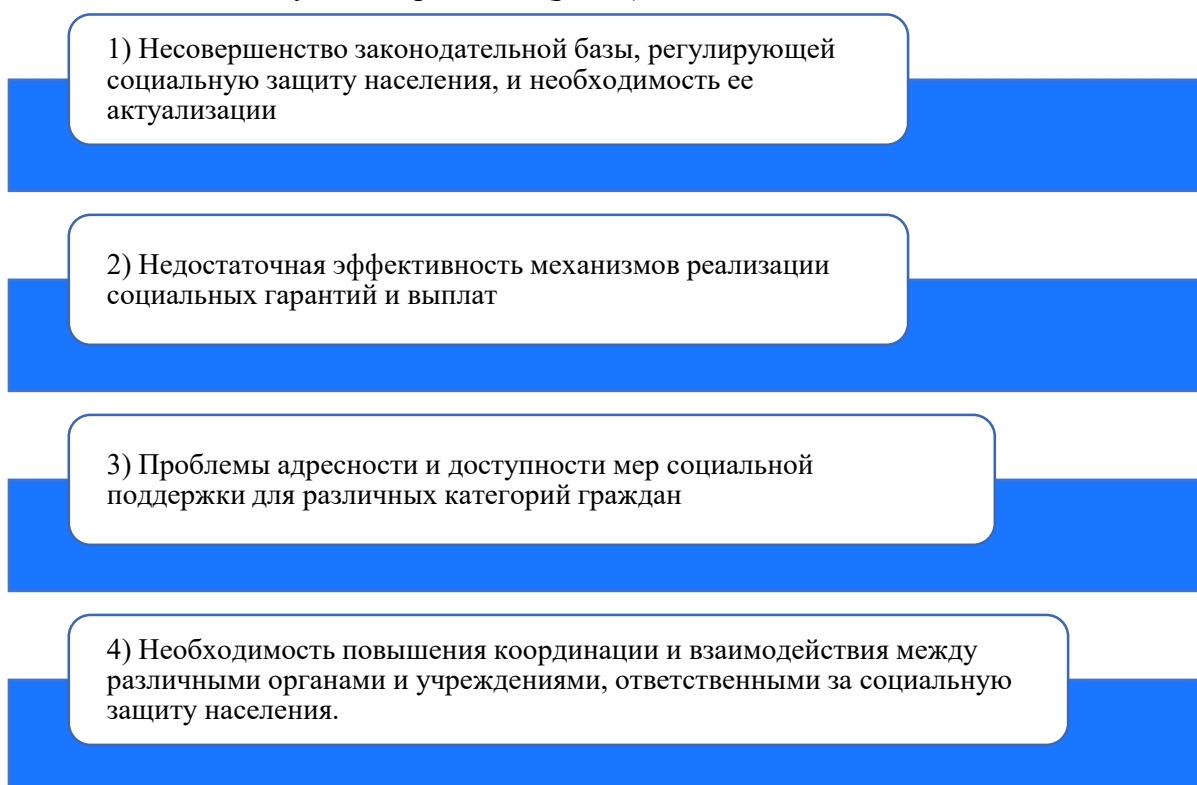 1) Несовершенство законодательной базы, регулирующей
социальную защиту населения, и необходимость ее
актуализации
2) Недостаточная эффективность механизмов реализации
социальных гарантий и выплат
3) Проблемы адресности и доступности мер социальной
поддержки для различных категорий граждан
4) Необходимость повышения координации и взаимодействия между
различными органами и учреждениями, ответственными за социальную
защиту населения.